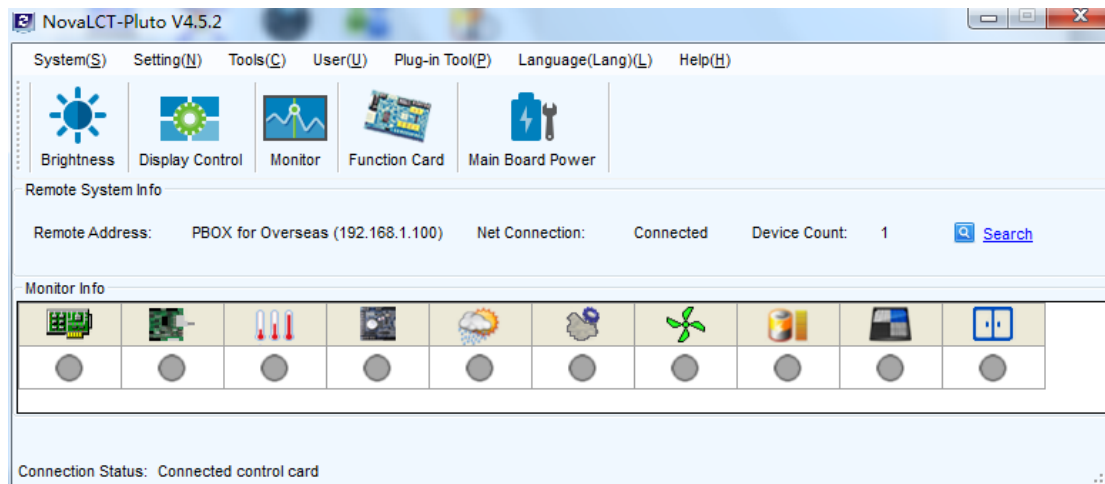 NovaLCT-Pluto V4.5.2
System(S) Setting(N) Tools(C) User(U) Plug-in Tool(P) Language(Lang)(L) Help(H)
Brightness Display Control Monitor Function Card Main Board Power
Remote System Info
Remote Address: PBOX for Overseas (192.168.1.100) Net Connection: Connected Device Count: 1 Search
Monitor Info
Connection Status: Connected control card